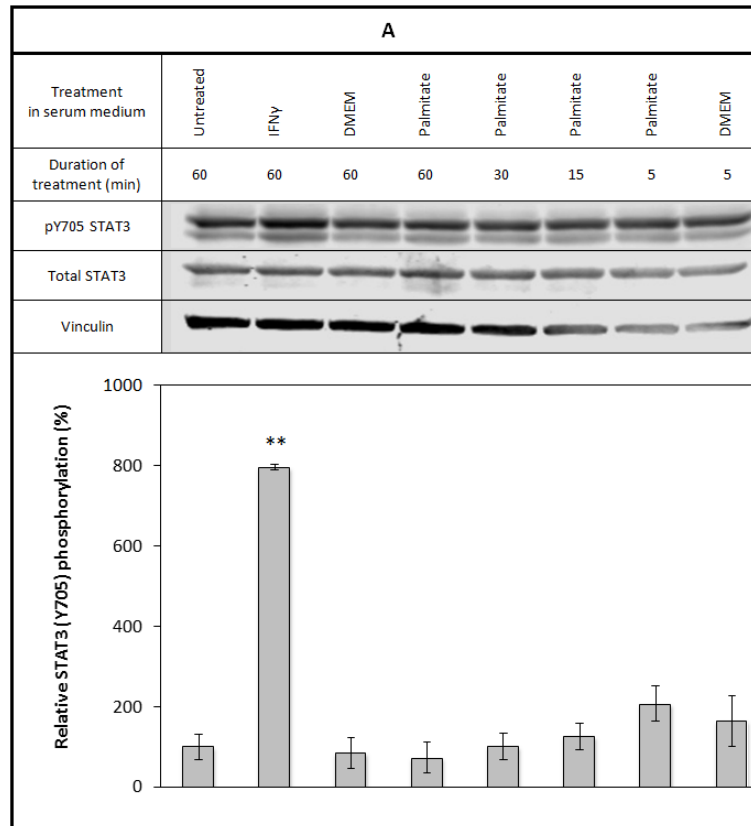 A
Treatment
in serum medium
Untreated
IFNγ
DMEM
Palmitate
Palmitate
Palmitate
Palmitate
DMEM
Duration of
treatment (min)
60 60 60 60 30 15 5 5
pY705 STAT3
Total STAT3
Vinculin
Relative STAT3 (Y705) phosphorylation (%)
1000
800
600
400
200
0
**